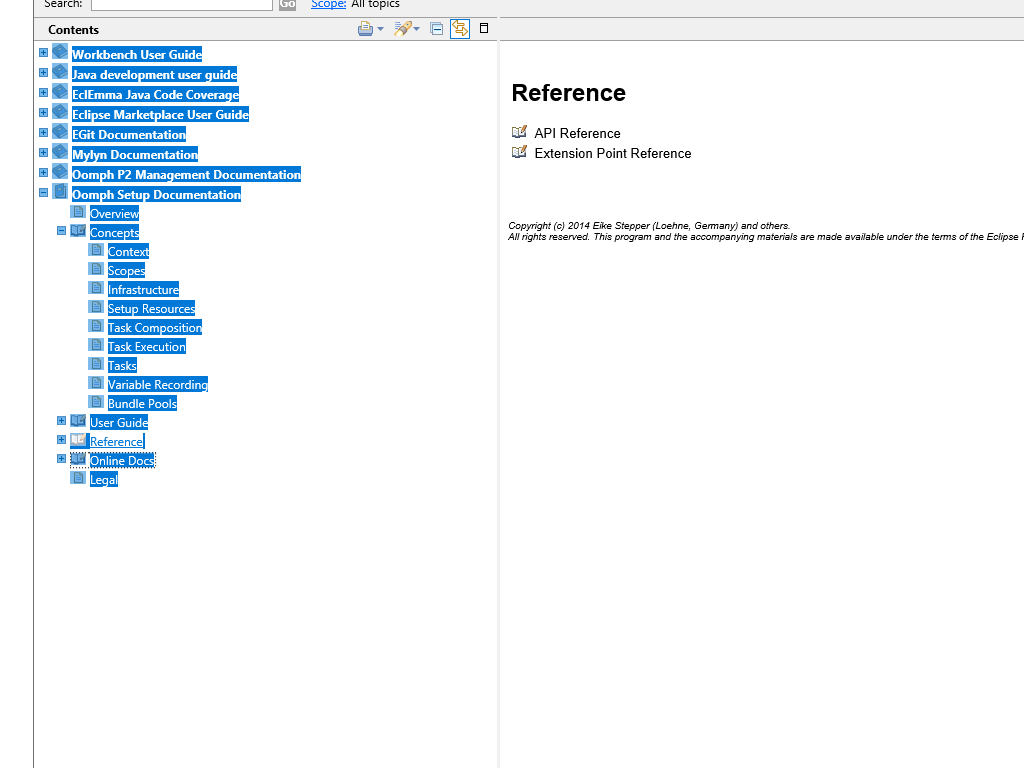 Search: Go Scope: All topics
Contents
Workbench User Guide
Java development user guide
EclEmma Java Code Coverage
Eclipse Marketplace User Guide
EGit Documentation
Mylyn Documentation
Oomph P2 Management Documentation
Oomph Setup Documentation
Overview
Concepts
Context
Scopes
Infrastructure
Setup Resources
Task Composition
Task Execution
Tasks
Variable Recording
Bundle Pools
User Guide
Reference
Online Docs
Legal
Reference
API Reference
Extension Point Reference
Copyright (c) 2014 Eike Stepper (Loehne, Germany) and others.
All rights reserved. This program and the accompanying materials are made available under the terms of the Eclipse